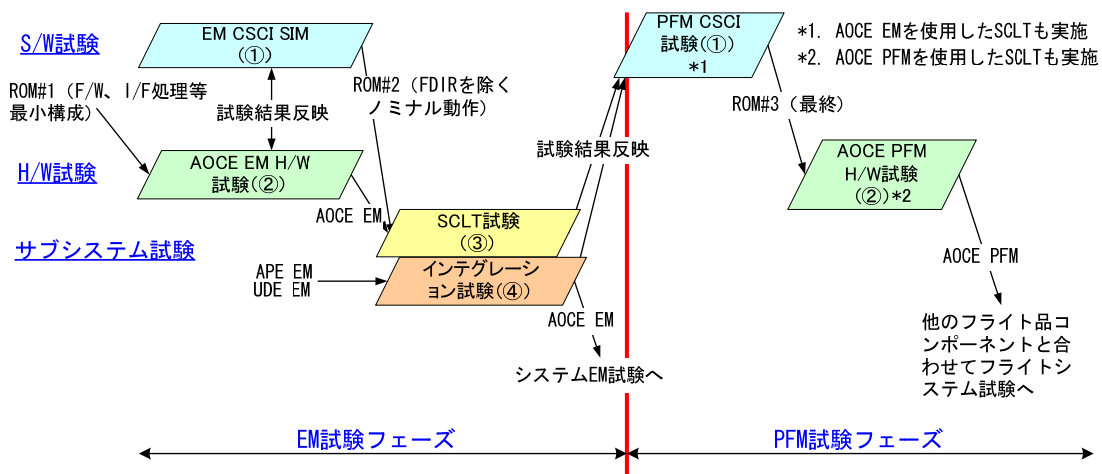 S/W試験
EM CSCI SIM
(①)
PFM CSCI
試験(①)
*1
*1. AOCE EMを使用したSCLTも実施
*2. AOCE PFMを使用したSCLTも実施
ROM#1 (F/W、I/F処理等
最小構成)
試験結果反映
ROM#2 (FDIRを除く
ノミナル動作)
ROM#3 (最終)
H/W試験
AOCE EM H/W
試験(②)
試験結果反映
AOCE PFM
H/W試験
(②)*2
AOCE EM
SCLT試験
(③)
サブシステム試験
APE EM
UDE EM
インテグレーシ
ョン試験(④)
AOCE PFM
AOCE EM
システムEM試験へ
他のフライト品コ
ンポーネントと合
わせてフライトシ
ステム試験へ
EM試験フェーズ
PFM試験フェーズ